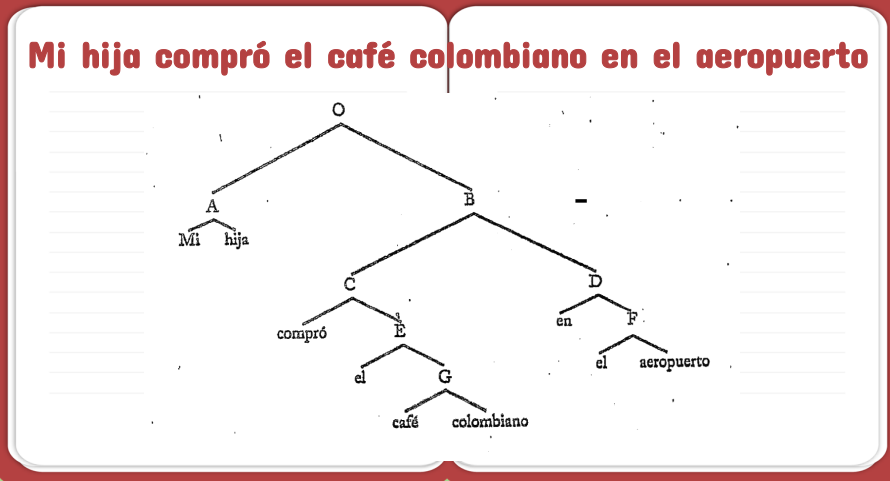 Mi hija compró el café colombiano en el aeropuerto
O
A
B
Mi hija
C
D
compró
E
en
F
el
G
el
aeropuerto
café
colombiano